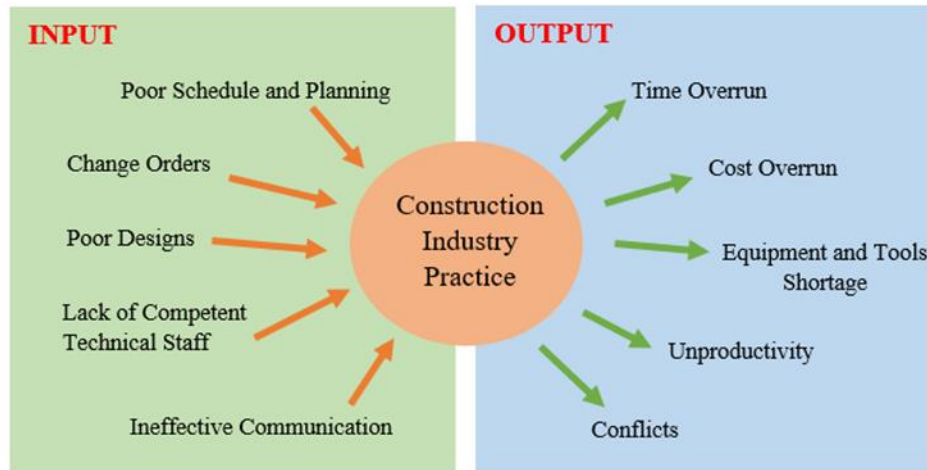 INPUT
Poor Schedule and Planning
Change Orders
Poor Designs
Lack of Competent
Technical Staff
Ineffective Communication
Construction
Industry
Practice
OUTPUT
Time Overrun
Cost Overrun
Equipment and Tools
Shortage
Unproductivity
Conflicts